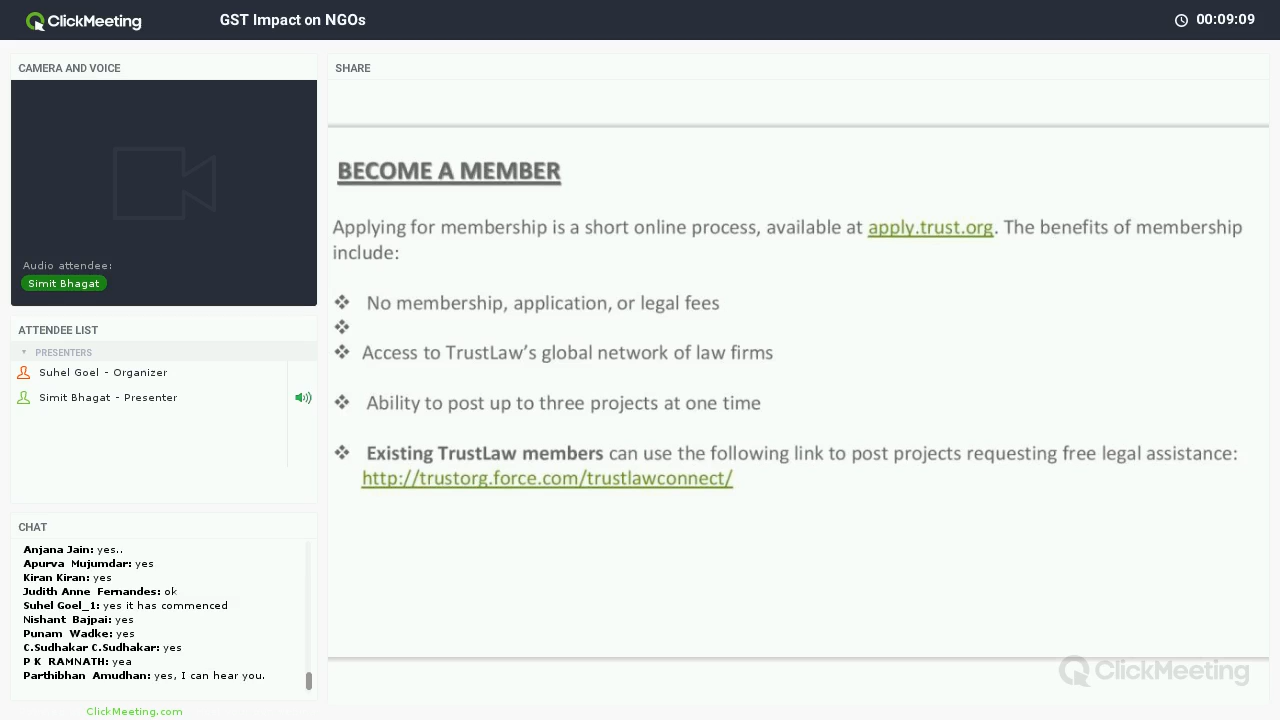 ClickMeeting
GST Impact on NGOs
00:09:09
CAMERA AND VOICE
Audio attendee:
Simit Bhagat
ATTENDEE LIST
PRESENTERS
Suhel Goel - Organizer
Simit Bhagat - Presenter
CHAT
Anjana Jain: yes..
Apurva Mujumdar: yes
Kiran Kiran: yes
Judith Anne Fernandes: ok
Suhel Goel_1: yes it has commenced
Nishant Bajpai: yes
Punam Wadke: yes
C.Sudhakar C.Sudhakar: yes
P K RAMNATH: yea
Parthibhan Amudhan: yes, I can hear you.
ClickMeeting.com
SHARE
BECOME A MEMBER
Applying for membership is a short online process, available at apply.trust.org. The benefits of membership
include:
❖ No membership, application, or legal fees
❖
❖ Access to TrustLaw’s global network of law firms
❖ Ability to post up to three projects at one time
❖ Existing TrustLaw members can use the following link to post projects requesting free legal assistance:
http://trustorg.force.com/trustlawconnect/
ClickMeeting